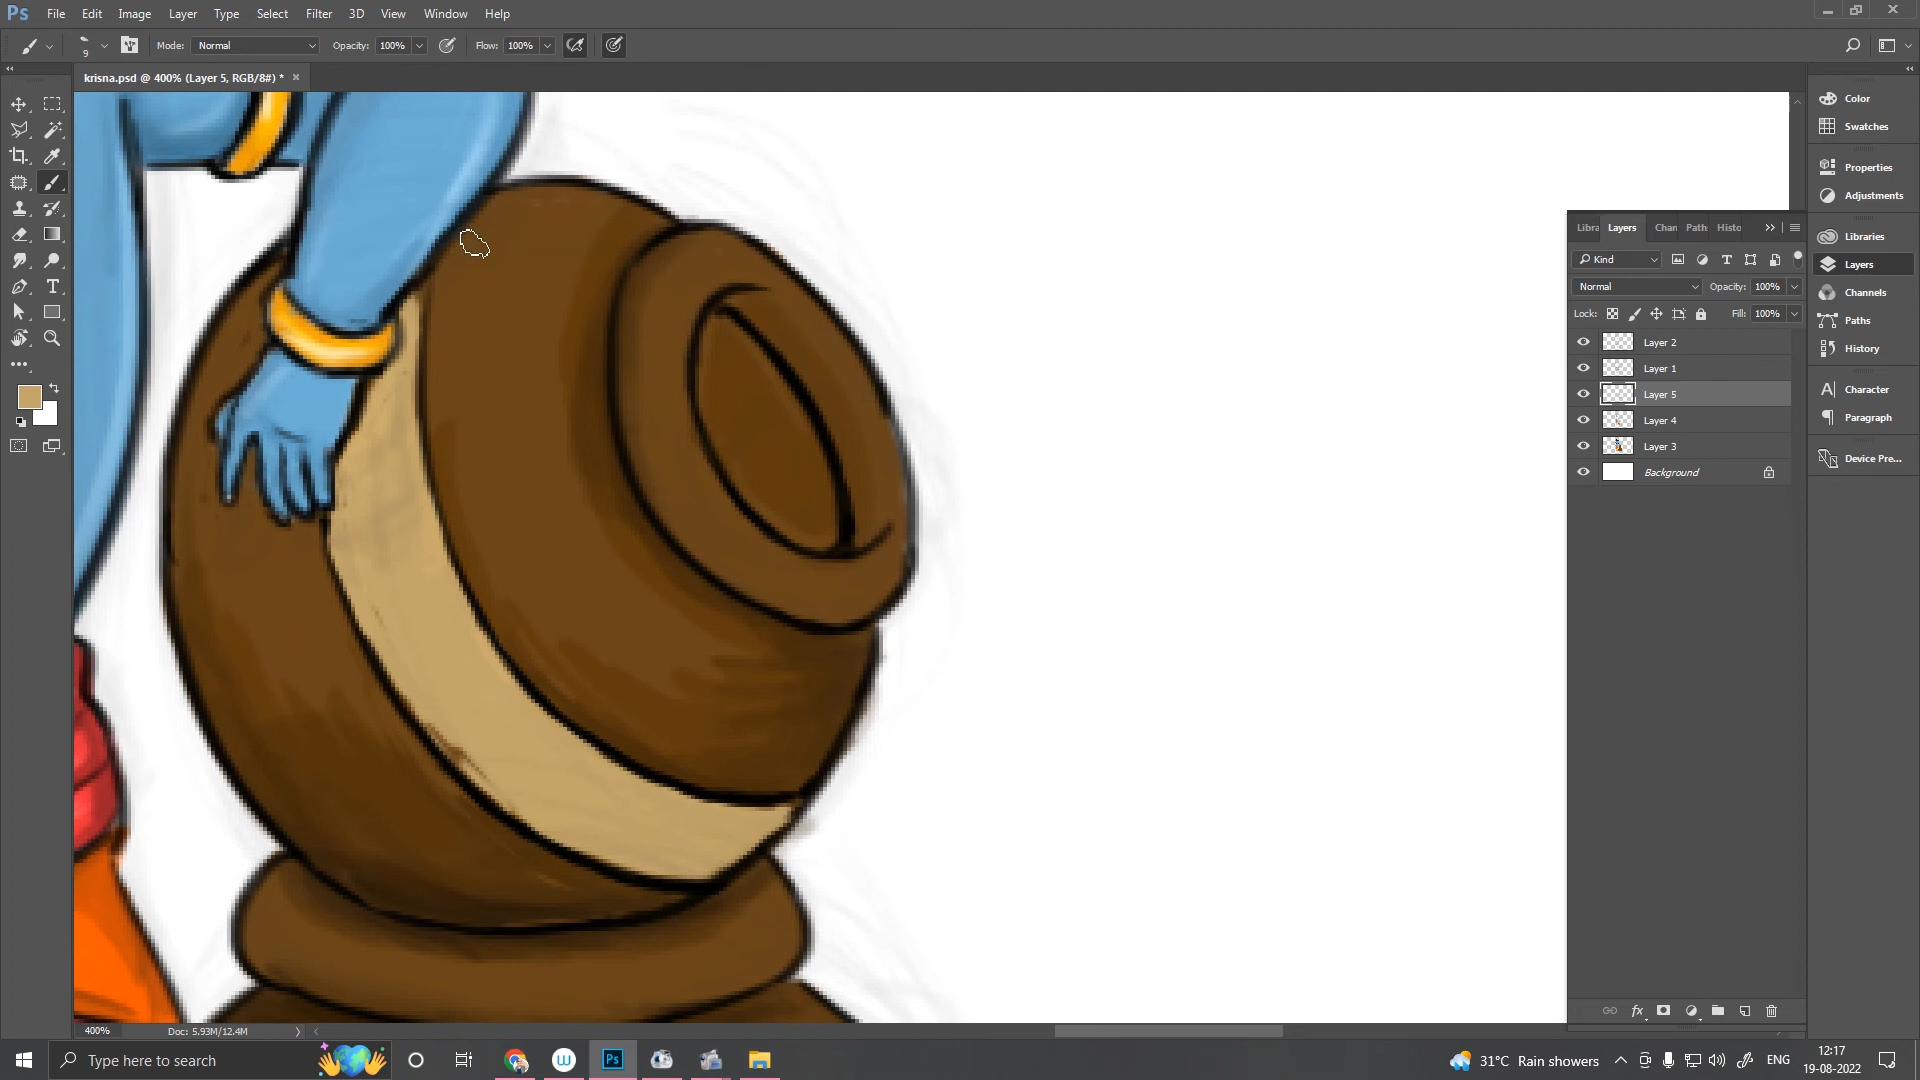 Ps File Edit Image Layer Type Select Filter 3D View Window Help
9 Mode: Normal Opacity: 100% Flow: 100%
krisna.psd @ 400% (Layer 5, RGB/8#) * ×
Color
Swatches
Properties
Adjustments
Libraries
Layers
Channels
Paths
History
Character
Paragraph
Device Pre...
Libra Layers Chan Path Histo
Kind
Normal Opacity: 100%
Lock: Fill: 100%
Layer 2
Layer 1
Layer 5
Layer 4
Layer 3
Background
fx
400% Doc: 5.93M/12.4M
Type here to search
Ps
31°C Rain showers
ENG
12:17
19-08-2022